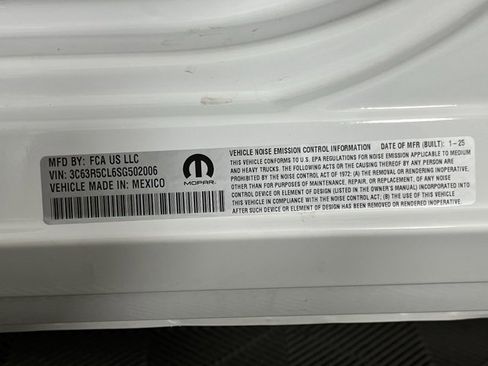 MFD BY: FCA US LLC
VIN: 3C63R5CL6SG502006
VEHICLE MADE IN: MEXICO
MOPAR
VEHICLE NOISE EMISSION CONTROL INFORMATION DATE OF MFR (BUILT): 1-25
THIS VEHICLE CONFORMS TO U.S. EPA REGULATIONS FOR NOISE EMISSION APPLICABLE TO MEDIUM
AND HEAVY TRUCKS. THE FOLLOWING ACTS OR THE CAUSING THEREOF BY ANY PERSON ARE
PROHIBITED BY THE NOISE CONTROL ACT OF 1972: (A) THE REMOVAL OR RENDERING INOPERATIVE,
OTHER THAN FOR PURPOSES OF MAINTENANCE, REPAIR, OR REPLACEMENT, OF ANY NOISE
CONTROL DEVICE OR ELEMENT OF DESIGN (LISTED IN THE OWNER'S MANUAL) INCORPORATED INTO
THIS VEHICLE IN COMPLIANCE WITH THE NOISE CONTROL ACT; (B) THE USE OF THIS VEHICLE
AFTER SUCH DEVICE OR ELEMENT OF DESIGN HAS BEEN REMOVED OR RENDERED INOPERATIVE.